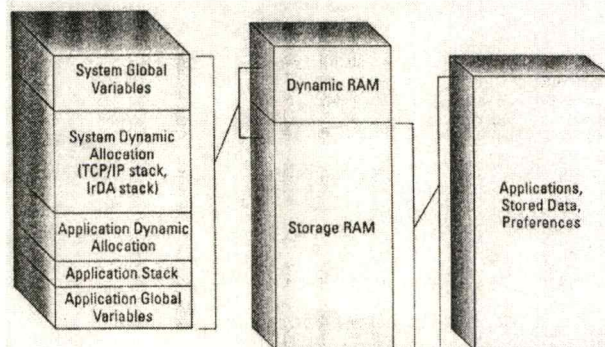 System Global
Variables
System Dynamic
Allocation
(TCP/IP stack,
IrDA stack)
Application Dynamic
Allocation
Application Stack
Application Global
Variables
Dynamic RAM
Storage RAM
Applications,
Stored Data,
Preferences